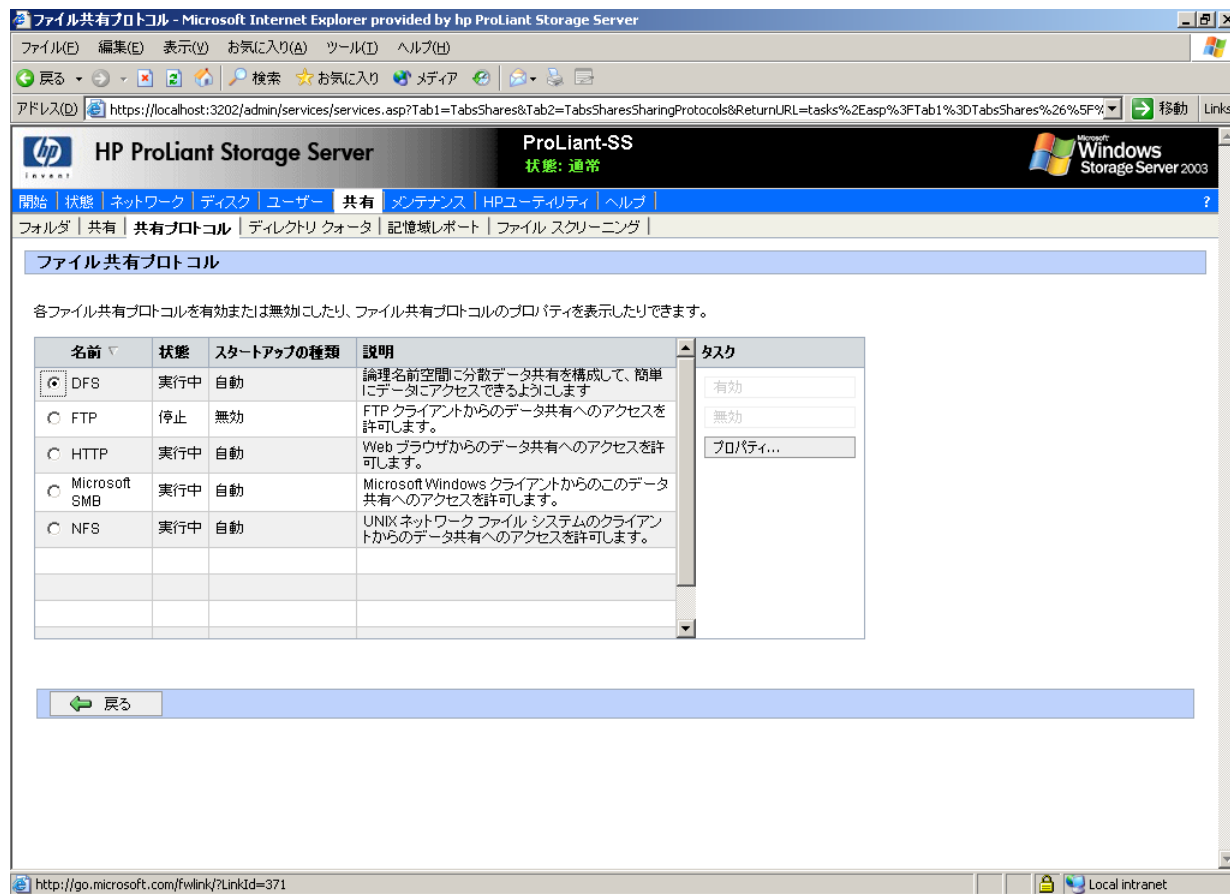 ファイル共有プロトコル - Microsoft Internet Explorer provided by hp ProLiant Storage Server
ファイル(F) 編集(E) 表示(V) お気に入り(A) ツール(T) ヘルプ(H)
戻る 検索 お気に入り メディア
アドレス(D) https://localhost:3202/admin/services/services.asp?Tab1=TabsShares&Tab2=TabsSharesSharingProtocols&ReturnURL=tasks%2Easp%3FTab1%3DTabsShares%26%5F% 移動 Links
hp invent HP ProLiant Storage Server
ProLiant-SS
状態: 通常
Microsoft Windows Storage Server 2003
開始 状態 ネットワーク ディスク ユーザー 共有 メンテナンス HPユーティリティ ヘルプ ?
フォルダ 共有 共有プロトコル ディレクトリ クォータ 記憶域レポート ファイル スクリーニング
ファイル共有プロトコル
各ファイル共有プロトコルを有効または無効にしたり、ファイル共有プロトコルのプロパティを表示したりできます。
名前 状態 スタートアップの種類 説明
DFS 実行中 自動 論理名前空間に分散データ共有を構成して、簡単
にデータにアクセスできるようにします
FTP 停止 無効 FTP クライアントからのデータ共有へのアクセスを
許可します。
HTTP 実行中 自動 Web ブラウザからのデータ共有へのアクセスを許
可します。
Microsoft SMB 実行中 自動 Microsoft Windows クライアントからのこのデータ
共有へのアクセスを許可します。
NFS 実行中 自動 UNIX ネットワーク ファイル システムのクライアン
トからのデータ共有へのアクセスを許可します。
タスク
有効
無効
プロパティ...
戻る
http://go.microsoft.com/fwlink/?LinkId=371
Local intranet